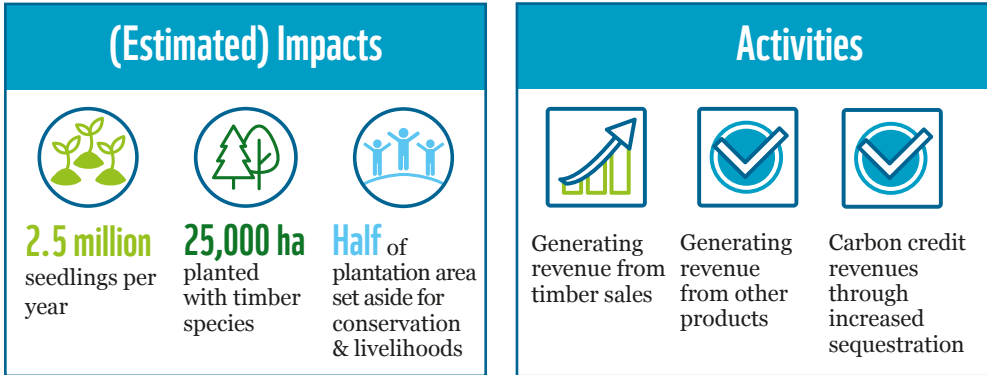 (Estimated) Impacts
2.5 million
seedlings per
year
25,000 ha
planted
with timber
species
Half of
plantation area
set aside for
conservation
& livelihoods
Activities
Generating
revenue from
timber sales
Generating
revenue
from other
products
Carbon credit
revenues
through
increased
sequestration